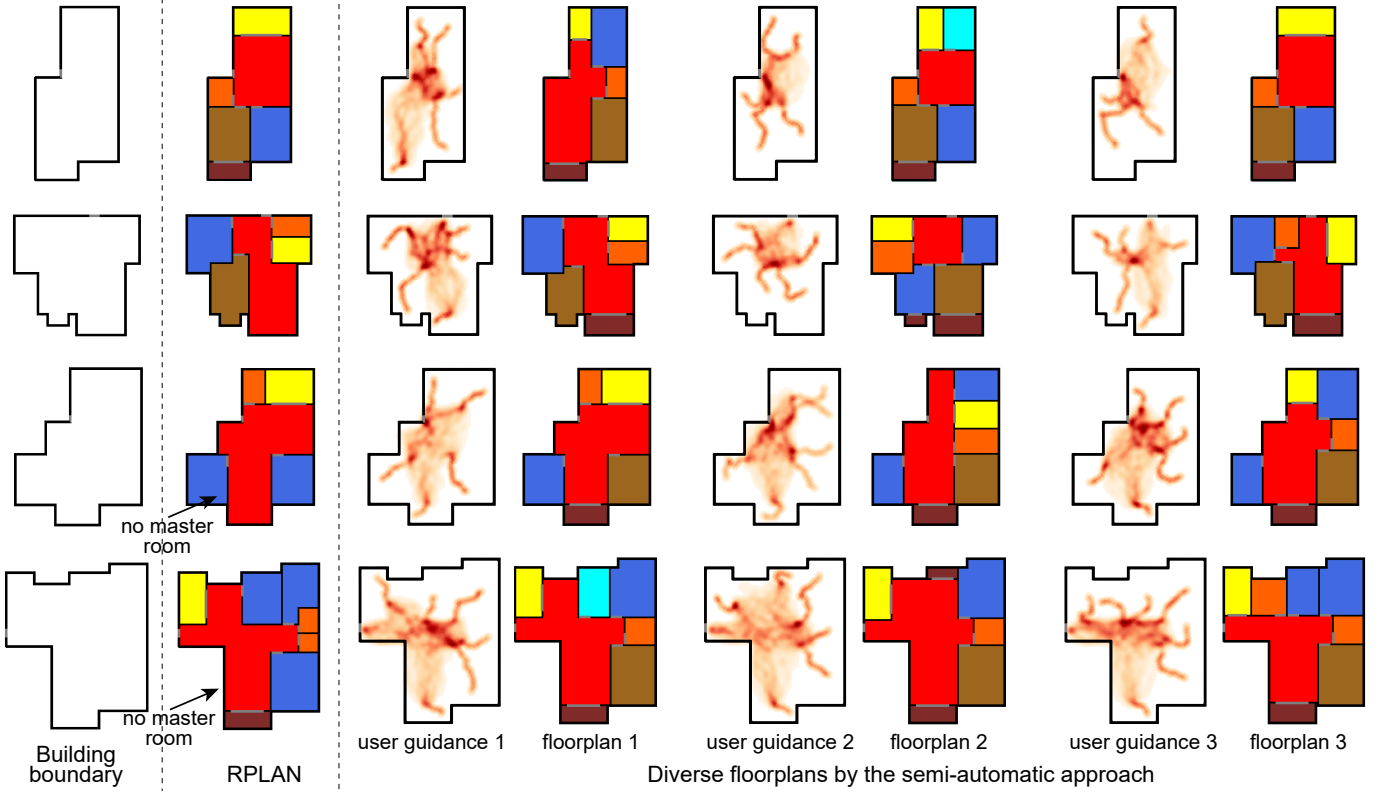 no master
room
no master
room
user guidance 1
floorplan 1
user guidance 2
floorplan 2
user guidance 3
floorplan 3
Building
boundary
RPLAN
Diverse floorplans by the semi-automatic approach